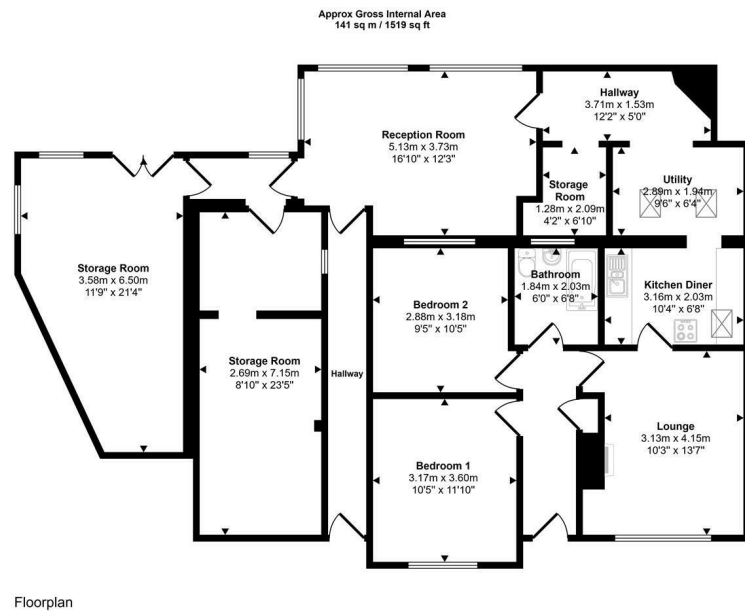 Approx Gross Internal Area
141 sq m / 1519 sq ft
Hallway
3.71m x 1.53m
12'2" x 5'0"
Reception Room
5.13m x 3.73m
16'10" x 12'3"
Storage
Room
1.28m x 2.09m
4'2" x 6'10"
Utility
2.89m x 1.94m
9'6" x 6'4"
Storage Room
3.58m x 6.50m
11'9" x 21'4"
Bedroom 2
2.88m x 3.18m
9'5" x 10'5"
Bathroom
1.84m x 2.03m
6'0" x 6'8"
Kitchen Diner
3.16m x 2.03m
10'4" x 6'8"
Storage Room
2.69m x 7.15m
8'10" x 23'5"
Hallway
Bedroom 1
3.17m x 3.60m
10'5" x 11'10"
Lounge
3.13m x 4.15m
10'3" x 13'7"
Floorplan